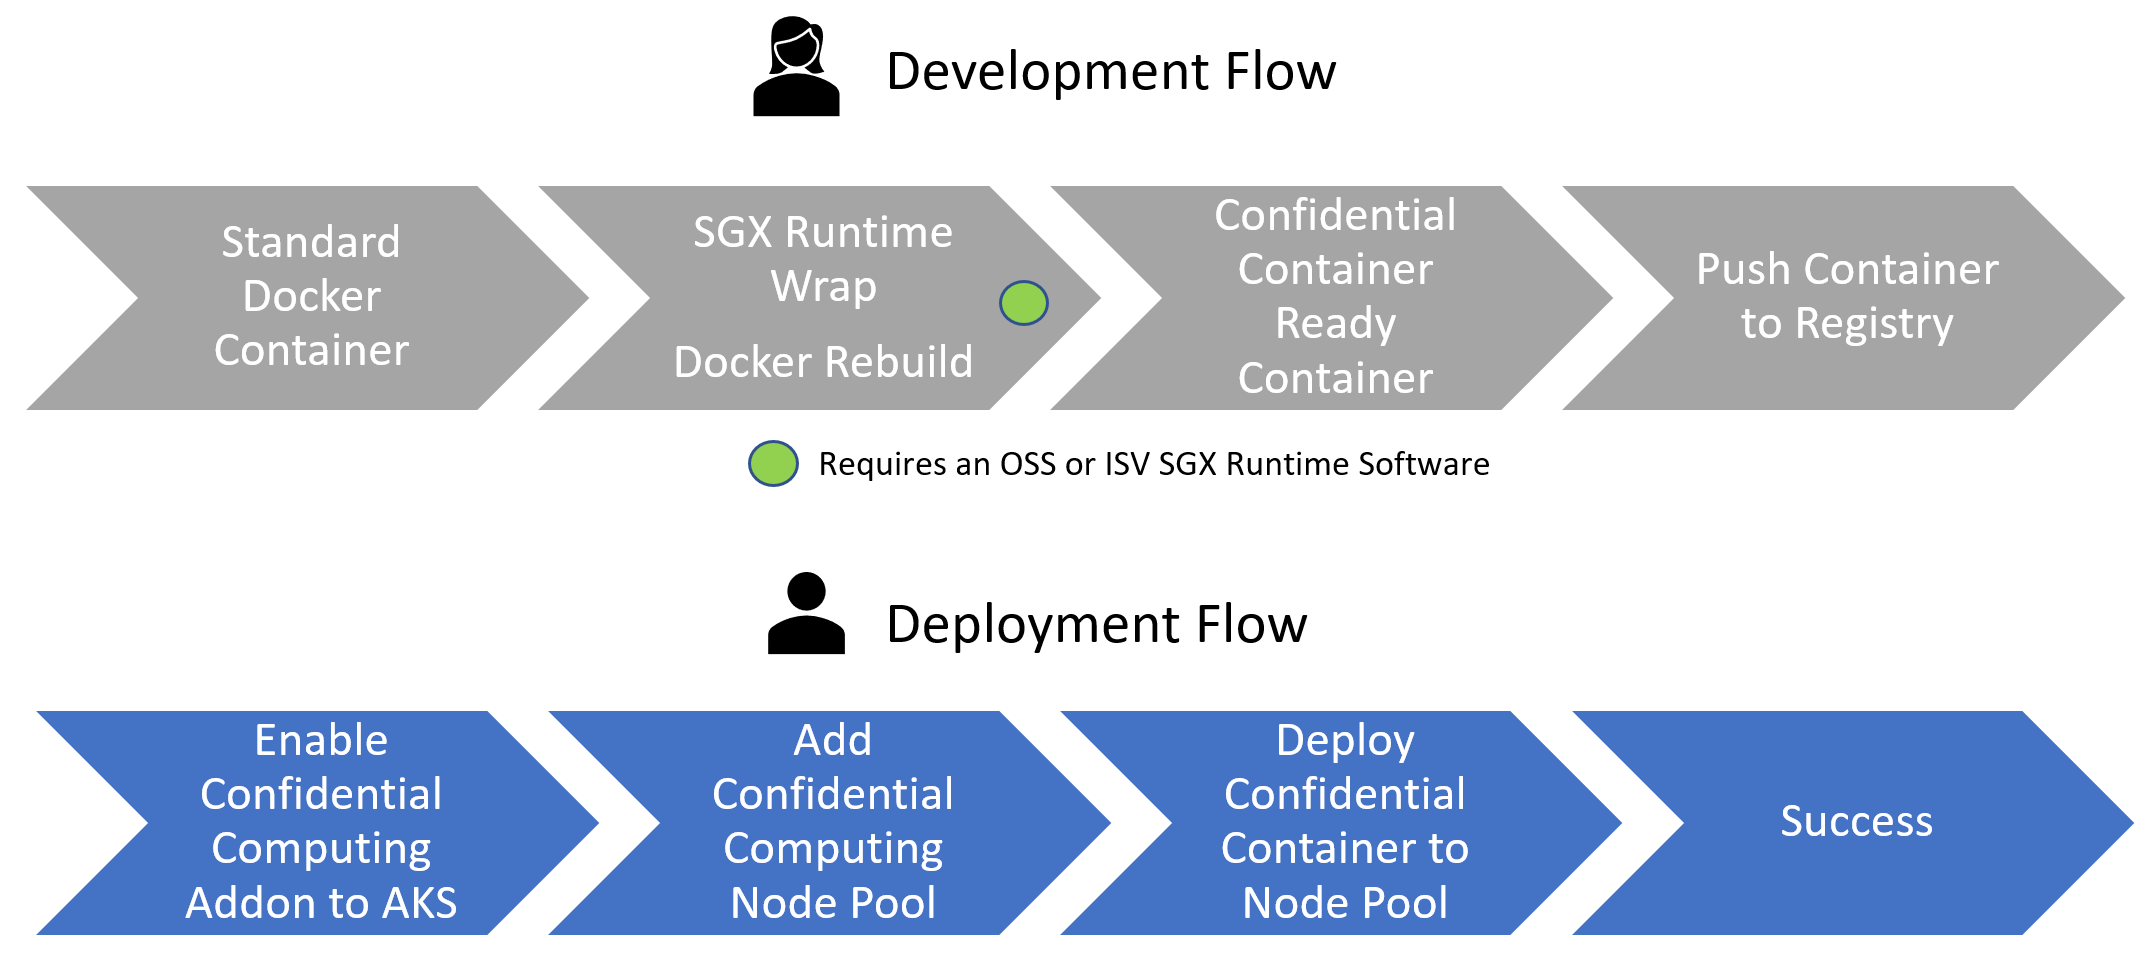 Development Flow
Standard
Docker
Container
SGX Runtime
Wrap
Docker Rebuild
Confidential
Container
Ready
Container
Push Container
to Registry
Requires an OSS or ISV SGX Runtime Software
Deployment Flow
Enable
Confidential
Computing
Addon to AKS
Add
Confidential
Computing
Node Pool
Deploy
Confidential
Container to
Node Pool
Success